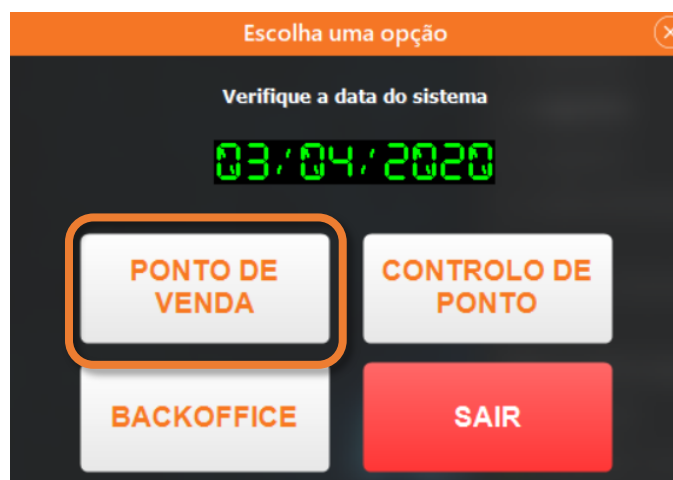 Escolha uma opção
Verifique a data do sistema
03/04/2020
PONTO DE
VENDA
CONTROLO DE
PONTO
BACKOFFICE
SAIR